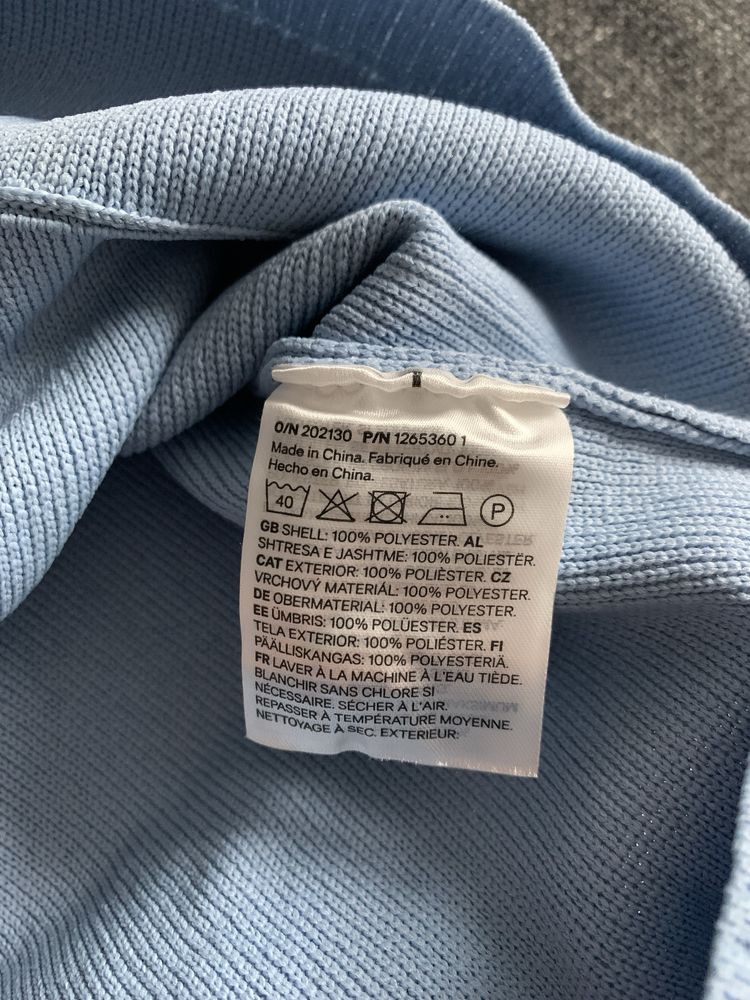 O/N 202130 P/N 1265360 1
Made in China. Fabriqué en Chine.
Hecho en China.
40 P
GB SHELL: 100% POLYESTER. AL
SHTRESA E JASHTME: 100% POLIESTËR.
CAT EXTERIOR: 100% POLIÈSTER. CZ
VRCHOVÝ MATERIÁL: 100% POLYESTER.
DE OBERMATERIAL: 100% POLYESTER.
EE ÜMBRIS: 100% POLÜESTER. ES
TELA EXTERIOR: 100% POLIÉSTER. FI
PÄÄLLISKANGAS: 100% POLYESTERIÄ.
FR LAVER À LA MACHINE À L'EAU TIÈDE.
BLANCHIR SANS CHLORE SI
NÉCESSAIRE. SÉCHER À L'AIR.
REPASSER À TEMPÉRATURE MOYENNE.
NETTOYAGE À SEC. EXTERIEUR: